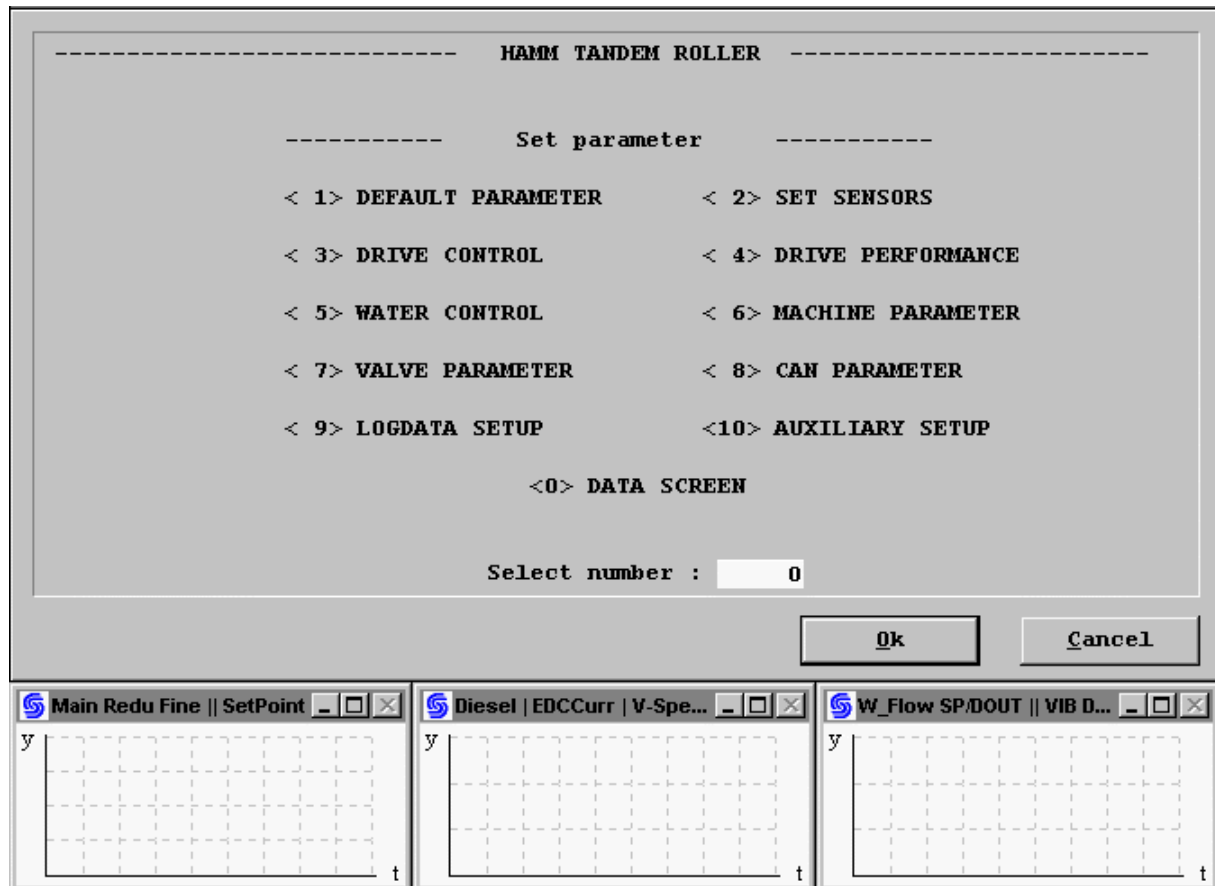 ---------------------------- HAMM TANDEM ROLLER -------------------------
----------- Set parameter -----------
< 1> DEFAULT PARAMETER < 2> SET SENSORS
< 3> DRIVE CONTROL < 4> DRIVE PERFORMANCE
< 5> WATER CONTROL < 6> MACHINE PARAMETER
< 7> VALVE PARAMETER < 8> CAN PARAMETER
< 9> LOGDATA SETUP <10> AUXILIARY SETUP
<0> DATA SCREEN
Select number : 0
Ok Cancel
Main Redu Fine || SetPoint
y
t
Diesel | EDCCurr | V-Spe...
y
t
W_Flow SP/DOUT || VIB D...
y
t